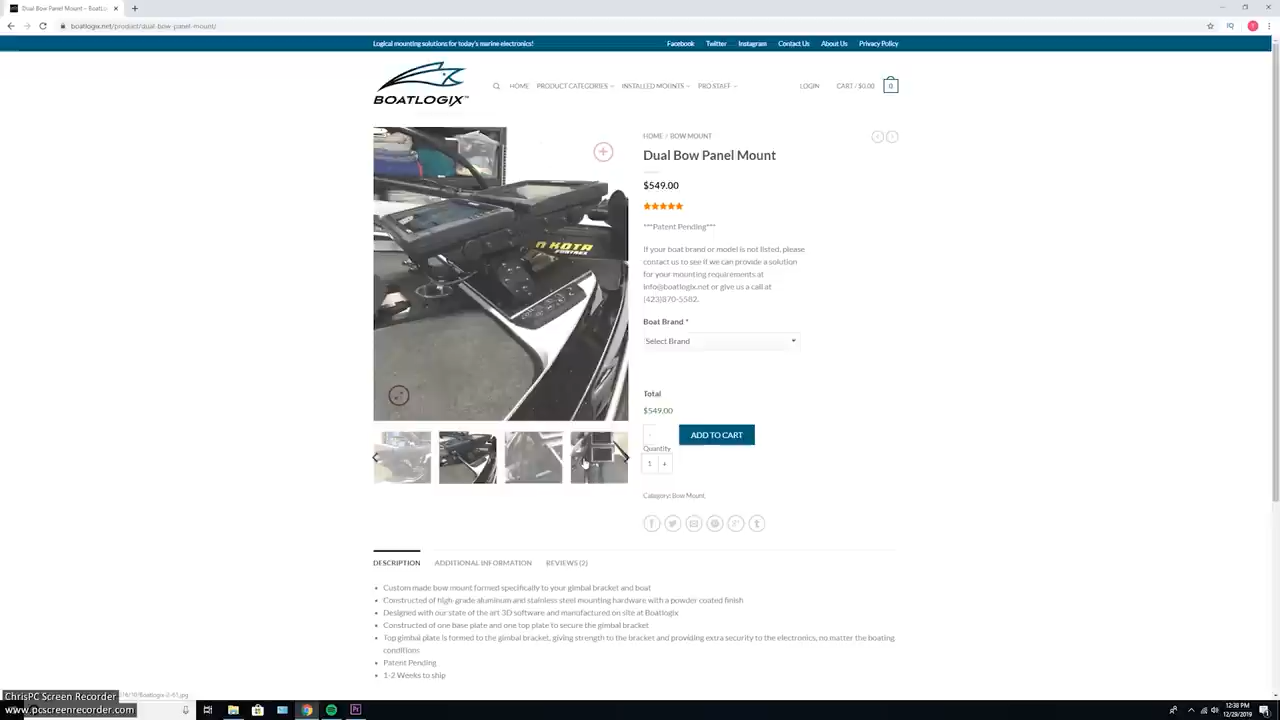 Dual Bow Panel Mount - BoatLo
boatlogix.net/product/dual-bow-panel-mount/
Logical mounting solutions for today's marine electronics!
Facebook
Twitter
Instagram
Contact Us
About Us
Privacy Policy
BOATLOGIX™
HOME
PRODUCT CATEGORIES
INSTALLED MOUNTS
PRO STAFF
LOGIN
CART / $0.00
0
HOME / BOW MOUNT
Dual Bow Panel Mount
$549.00
***Patent Pending***
If your boat brand or model is not listed, please
contact us to see if we can provide a solution
for your mounting requirements at
info@boatlogix.net or give us a call at
(423)870-5582.
Boat Brand *
Select Brand
Total
$549.00
-
ADD TO CART
Quantity
1 +
Category: Bow Mount
N KOTA
FORTREX
DESCRIPTION
ADDITIONAL INFORMATION
REVIEWS (2)
Custom made bow mount formed specifically to your gimbal bracket and boat
Constructed of high-grade aluminum and stainless steel mounting hardware with a powder coated finish
Designed with our state of the art 3D software and manufactured on site at Boatlogix
Constructed of one base plate and one top plate to secure the gimbal bracket
Top gimbal plate is formed to the gimbal bracket, giving strength to the bracket and providing extra security to the electronics, no matter the boating
conditions
Patent Pending
1-2 Weeks to ship
ChrisPC Screen Recorder
www.pcscreenrecorder.com
12:38 PM
12/29/2019